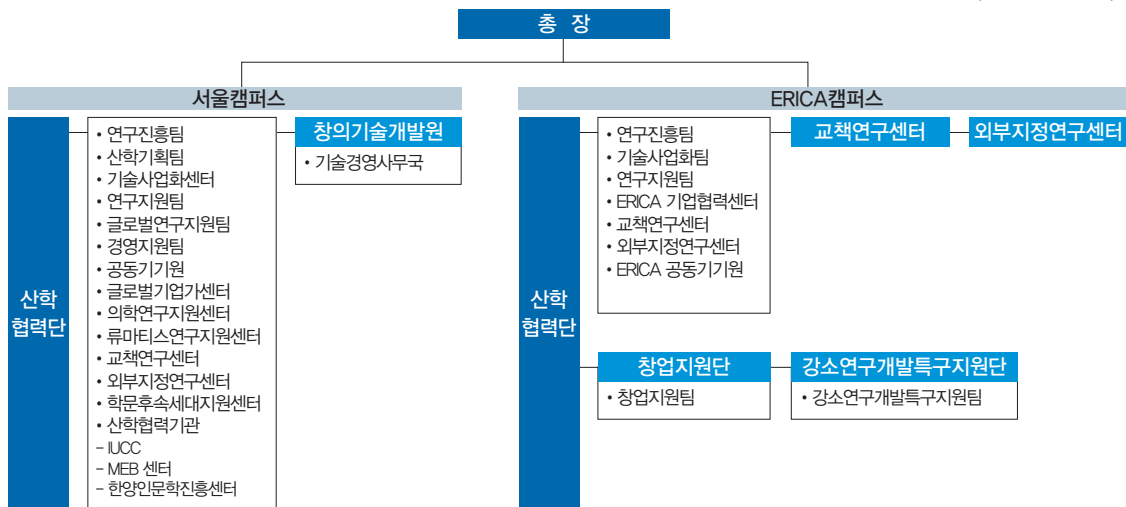 총 장
서울캠퍼스
산학
협력단
• 연구진흥팀
• 산학기획팀
• 기술사업화센터
• 연구지원팀
• 글로벌연구지원팀
• 경영지원팀
• 공동기기원
• 글로벌기업가센터
• 의학연구지원센터
• 류마티스연구지원센터
• 교책연구센터
• 외부지정연구센터
• 학문후속세대지원센터
• 산학협력기관
– IUCC
– MEB 센터
– 한양인문학진흥센터
창의기술개발원
• 기술경영사무국
ERICA캠퍼스
산학
협력단
• 연구진흥팀
• 기술사업화팀
• 연구지원팀
• ERICA 기업협력센터
• 교책연구센터
• 외부지정연구센터
• ERICA 공동기기원
교책연구센터
외부지정연구센터
창업지원단
• 창업지원팀
강소연구개발특구지원단
• 강소연구개발특구지원팀